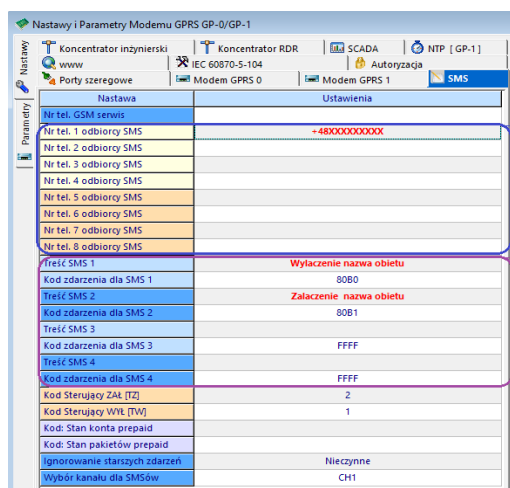 Nastawy i Parametry Modemu GPRS GP-0/GP-1
Nastawy
Parametry
Koncentrator inżynierski
Koncentrator RDR
SCADA
NTP [ GP-1 ]
www
IEC 60870-5-104
Autoryzacja
Porty szeregowe
Modem GPRS 0
Modem GPRS 1
SMS
Nastawa Ustawienia
Nr tel. GSM serwis
Nr tel. 1 odbiorcy SMS +48XXXXXXXXX
Nr tel. 2 odbiorcy SMS
Nr tel. 3 odbiorcy SMS
Nr tel. 4 odbiorcy SMS
Nr tel. 5 odbiorcy SMS
Nr tel. 6 odbiorcy SMS
Nr tel. 7 odbiorcy SMS
Nr tel. 8 odbiorcy SMS
Treść SMS 1 Wylaczenie nazwa obietu
Kod zdarzenia dla SMS 1 80B0
Treść SMS 2 Zalaczenie nazwa obietu
Kod zdarzenia dla SMS 2 80B1
Treść SMS 3
Kod zdarzenia dla SMS 3 FFFF
Treść SMS 4
Kod zdarzenia dla SMS 4 FFFF
Kod Sterujący ZAŁ [TZ] 2
Kod Sterujący WYŁ [TW] 1
Kod: Stan konta prepaid
Kod: Stan pakietów prepaid
Ignorowanie starszych zdarzeń Nieczynne
Wybór kanału dla SMSów CH1